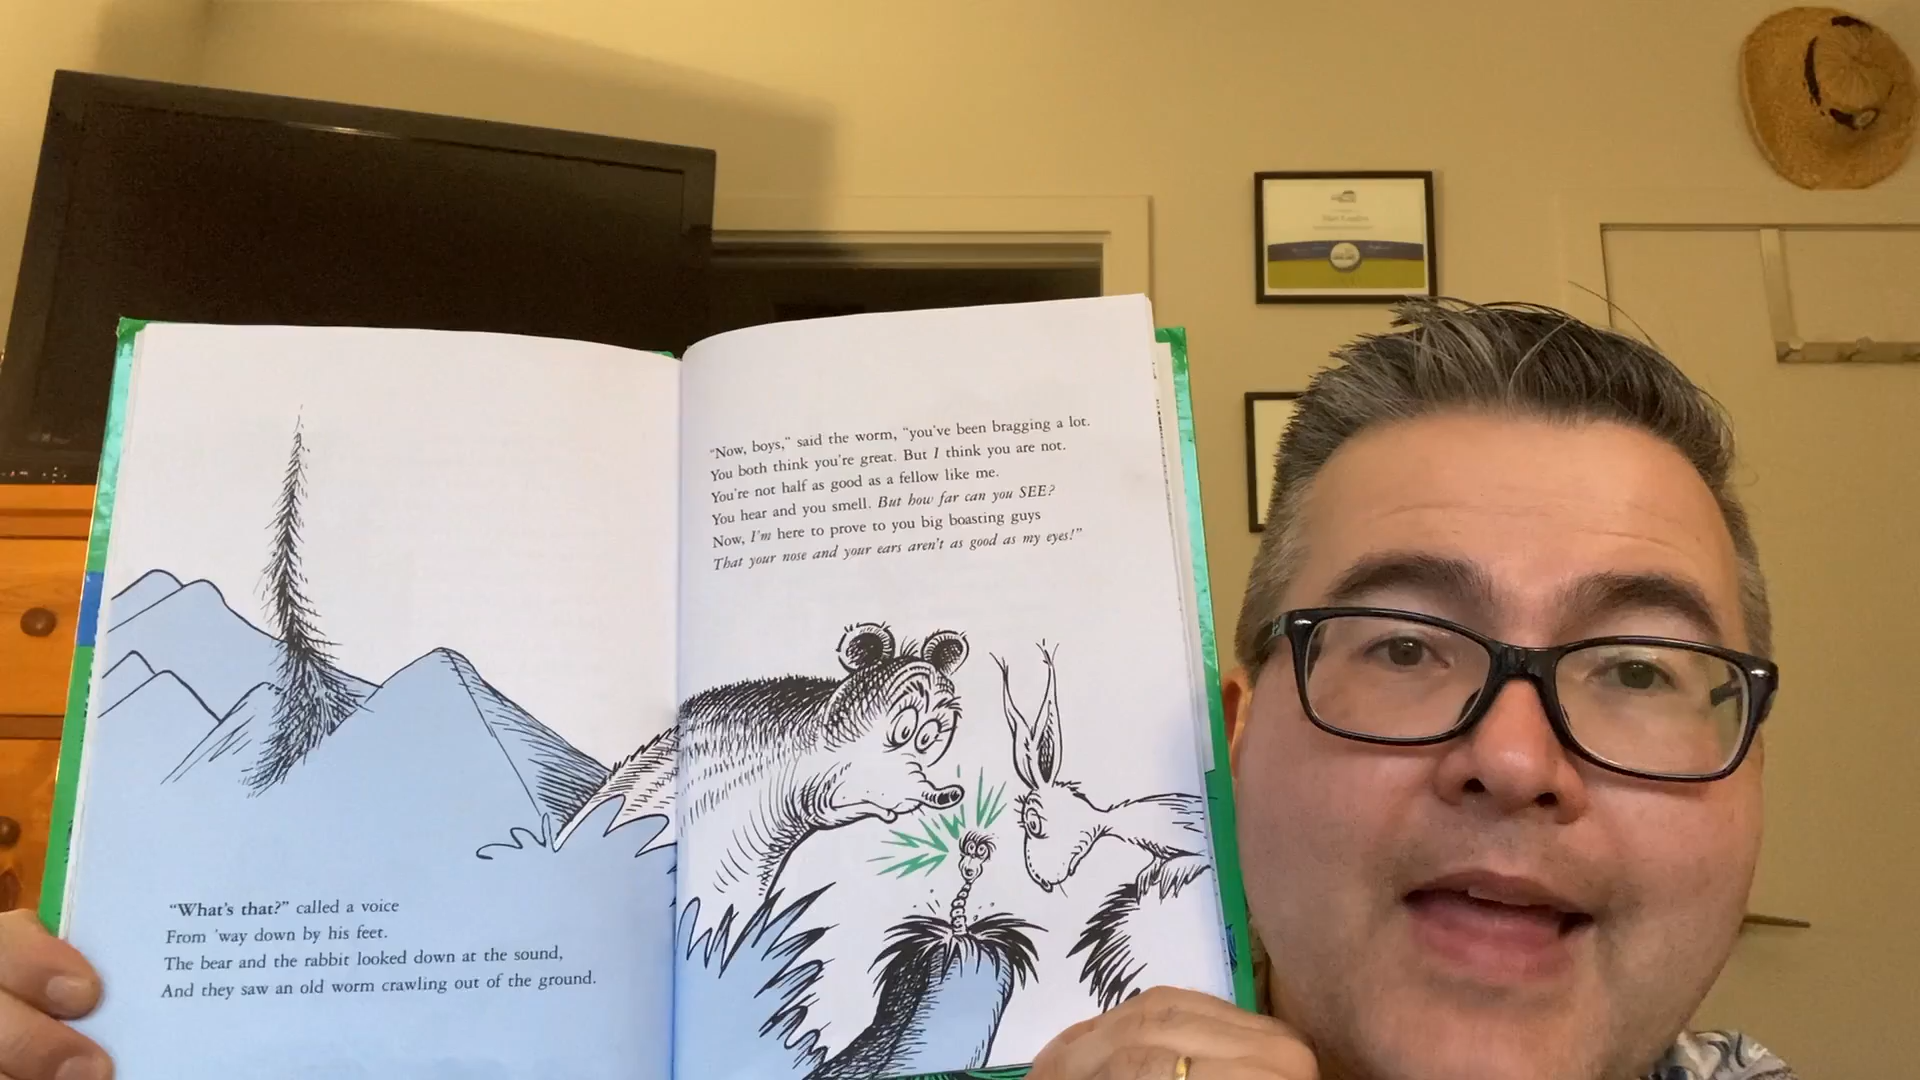 "What's that?" called a voice
From 'way down by his feet.
The bear and the rabbit looked down at the sound,
And they saw an old worm crawling out of the ground.
"Now, boys," said the worm, "you've been bragging a lot.
You both think you're great. But I think you are not.
You're not half as good as a fellow like me.
You hear and you smell. But how far can you SEE?
Now, I'm here to prove to you big boasting guys
That your nose and your ears aren't as good as my eyes!"